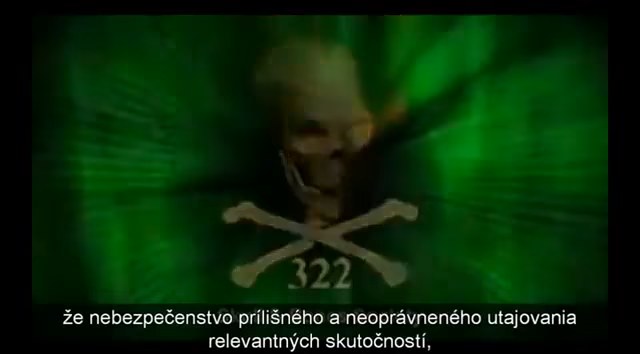 322
že nebezpečenstvo prílišného a neoprávneného utajovania
relevantných skutočností,